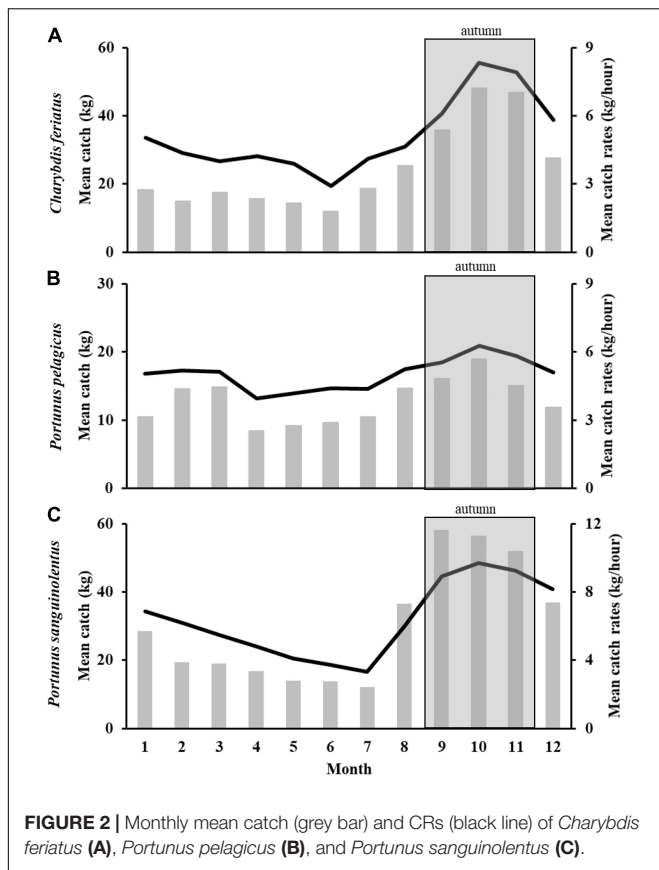 A
autumn
60
40
20
0
Charybdis feriatus
Mean catch (kg)
9
6
3
0
Mean catch rates (kg/hour)
B
autumn
30
20
10
0
Portunus pelagicus
Mean catch (kg)
9
6
3
0
Mean catch rates (kg/hour)
C
autumn
60
40
20
0
Portunus sanguinolentus
Mean catch (kg)
12
8
4
0
Mean catch rates (kg/hour)
1 2 3 4 5 6 7 8 9 10 11 12
Month
FIGURE 2 | Monthly mean catch (grey bar) and CRs (black line) of Charybdis
feriatus (A), Portunus pelagicus (B), and Portunus sanguinolentus (C).